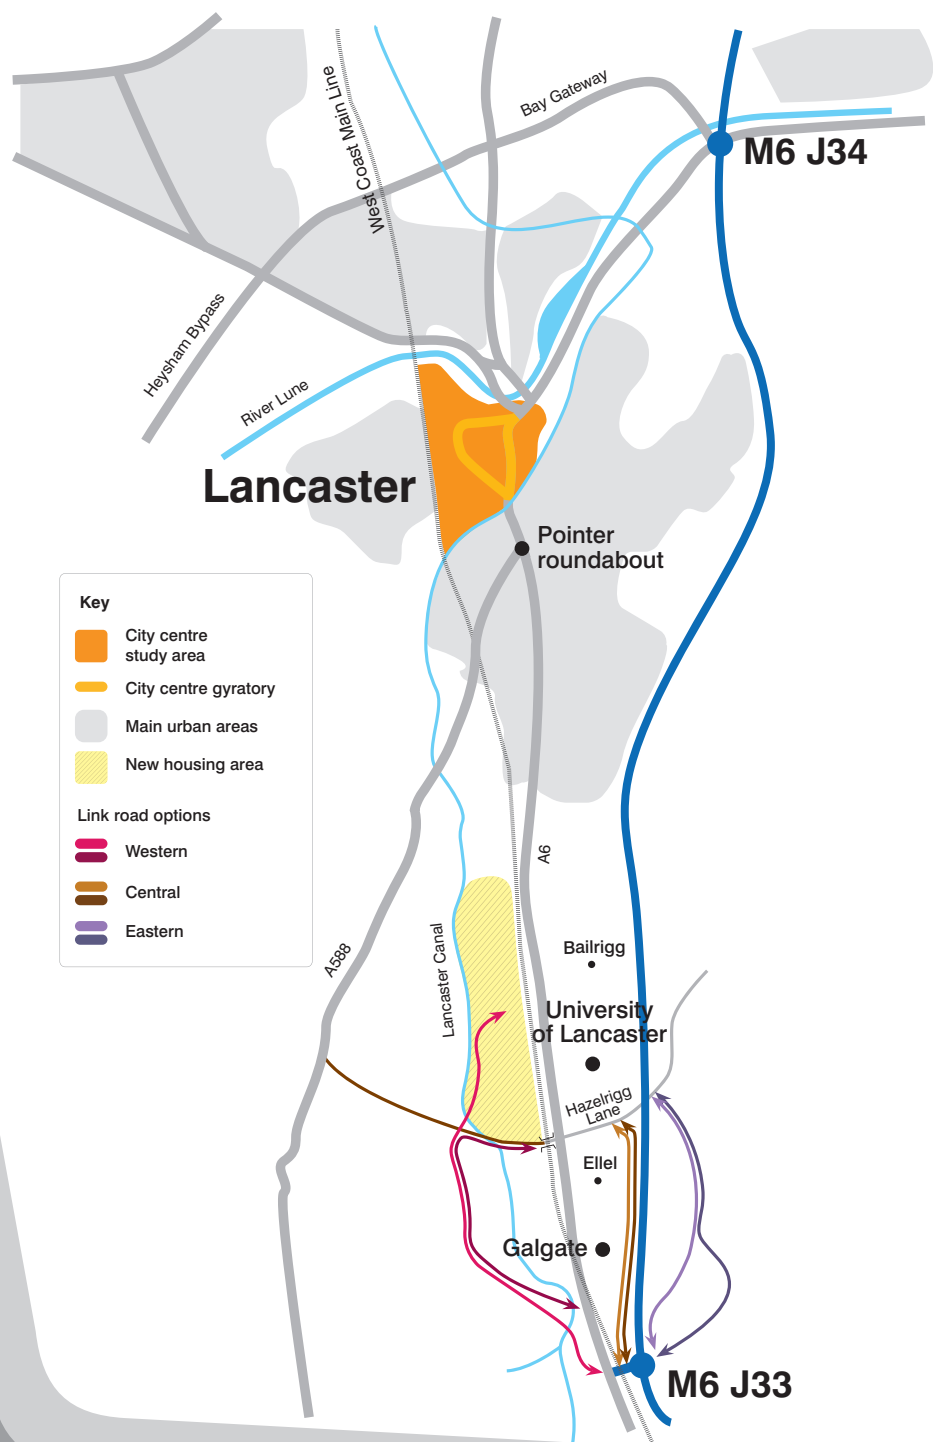 West Coast Main Line
Bay Gateway
M6 J34
Heysham Bypass
River Lune
Lancaster
Pointer
roundabout
Key
City centre
study area
City centre gyratory
Main urban areas
New housing area
Link road options
Western
Central
Eastern
A6
A588
Lancaster Canal
Bailrigg
University
of Lancaster
Hazelrigg
Lane
Ellel
Galgate
M6 J33